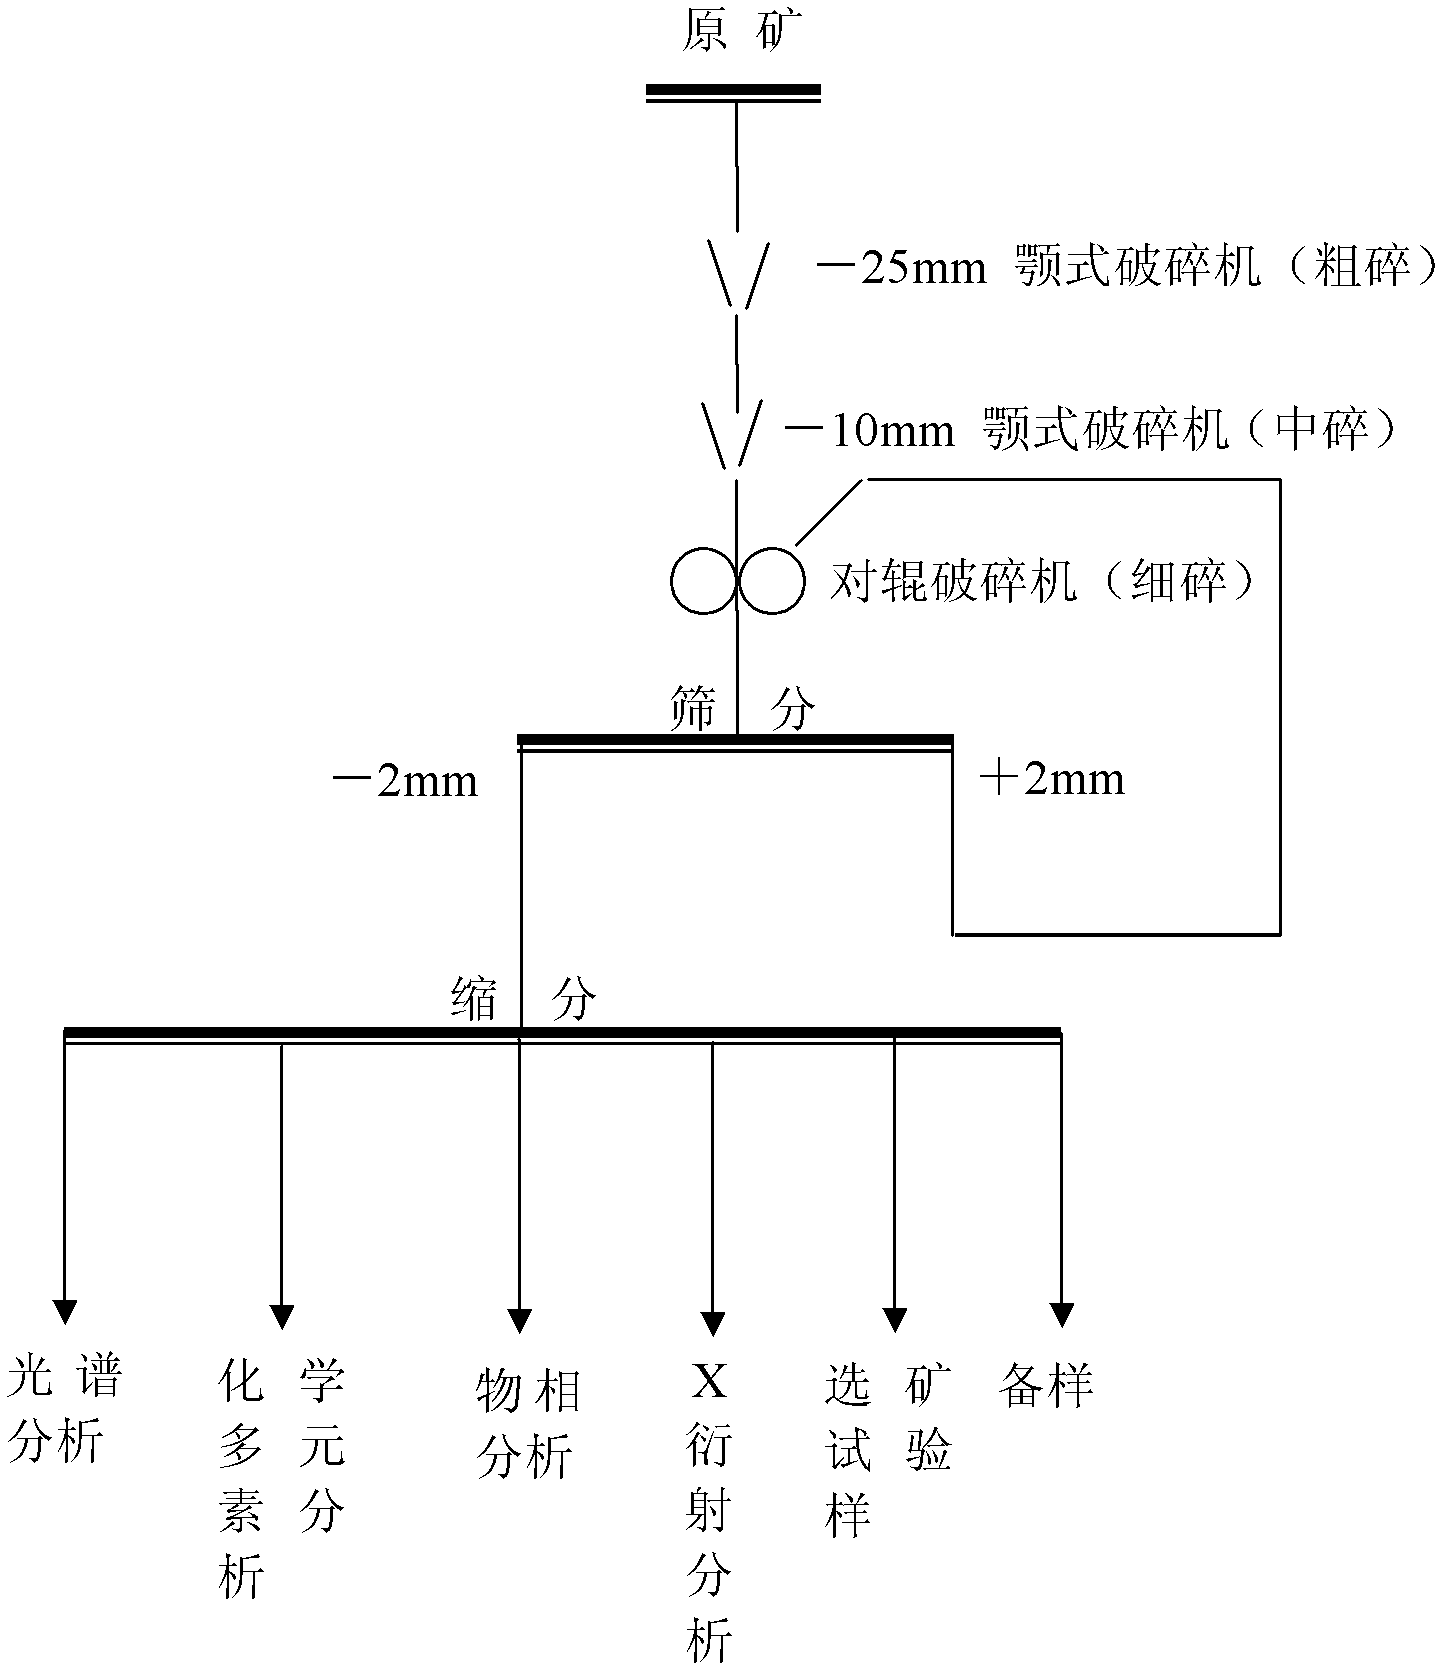 原 矿
－25mm 颚式破碎机（粗碎）
－10mm 颚式破碎机（中碎）
对辊破碎机（细碎）
筛 分
－2mm
＋2mm
缩 分
光 谱
分析
化 学
多 元
素 分
析
物 相
分析
X
衍
射
分
析
选 矿
试 验
样
备样